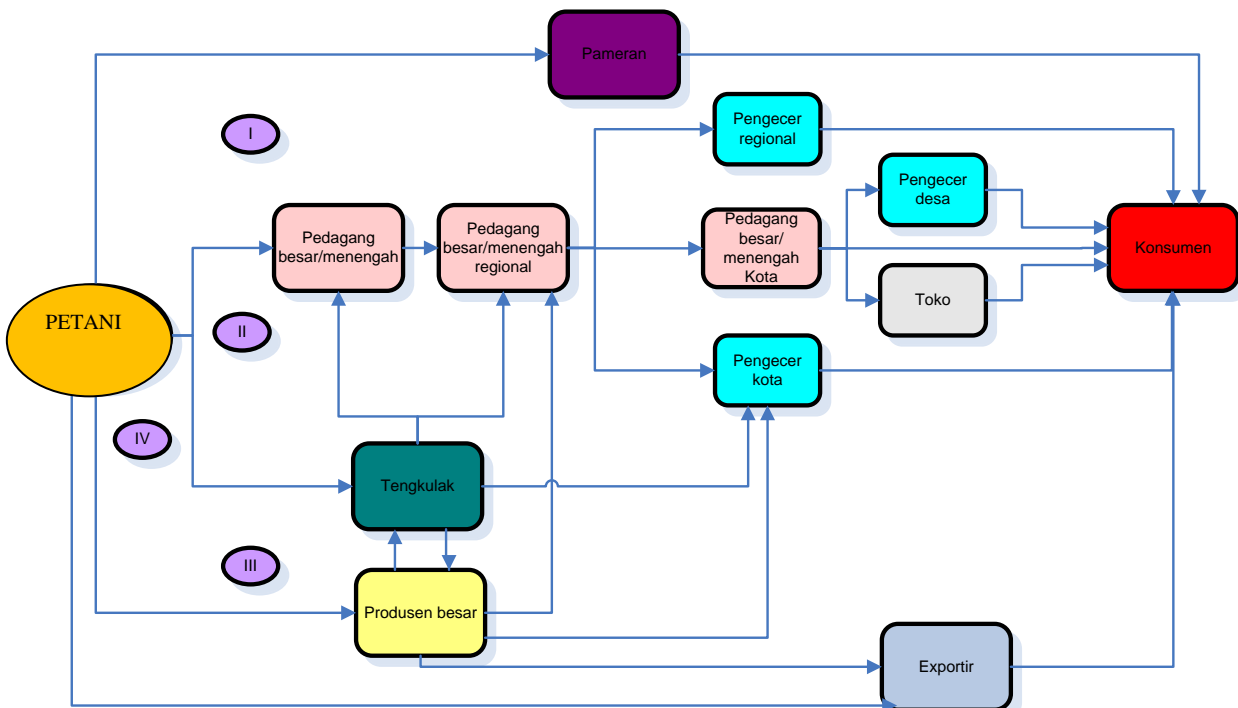 Pameran
I
Pengecer
regional
Pengecer
desa
Pedagang
besar/menengah
Pedagang
besar/menengah
regional
Pedagang
besar/
menengah
Kota
Konsumen
Toko
PETANI
II
Pengecer
kota
IV
Tengkulak
III
Produsen besar
Exportir